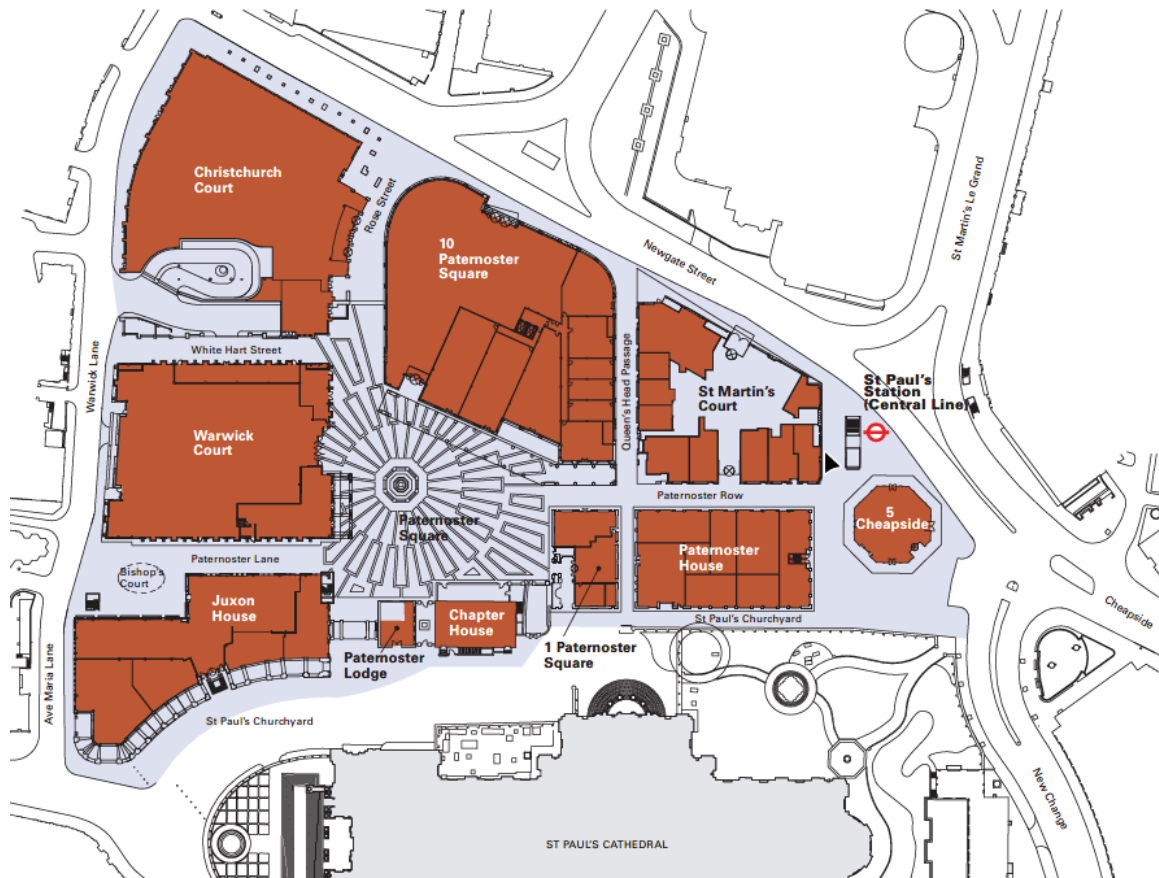 Christchurch
Court
Rose Street
10
Paternoster
Square
Newgate Street
St Martin's Le Grand
White Hart Street
Warwick Lane
Queen's Head Passage
St Martin's
Court
St Paul's
Station
(Central Line)
Warwick
Court
Paternoster Row
Paternoster
Square
5
Cheapside
Paternoster Lane
Bishop's
Court
Paternoster
House
Juxon
House
Chapter
House
St Paul's Churchyard
Cheapside
1 Paternoster
Square
Paternoster
Lodge
Ave Maria Lane
St Paul's Churchyard
New Change
ST PAUL'S CATHEDRAL